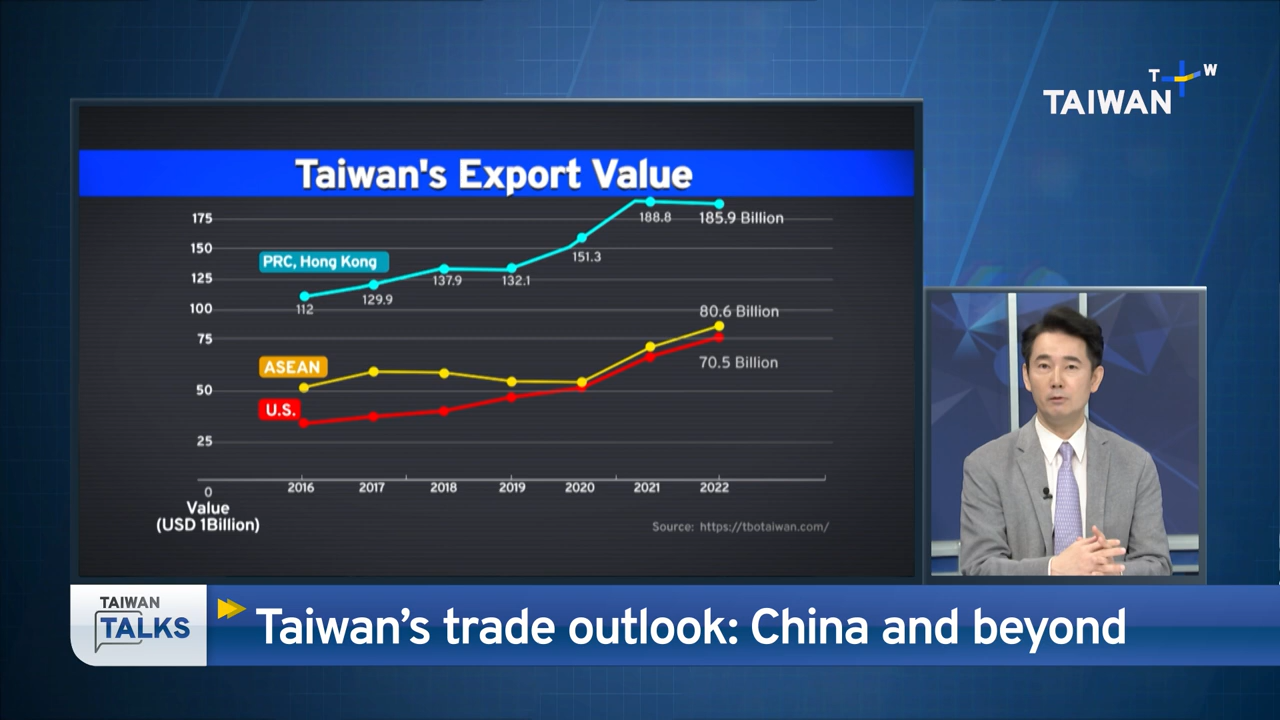 T W
TAIWAN
Taiwan's Export Value
175
150
125
100
75
50
25
0
Value
(USD 1Billion)
PRC, Hong Kong
112
129.9
137.9
132.1
151.3
188.8
185.9 Billion
ASEAN
80.6 Billion
U.S.
70.5 Billion
2016 2017 2018 2019 2020 2021 2022
Source: https://tbotaiwan.com/
TAIWAN
TALKS
Taiwan's trade outlook: China and beyond